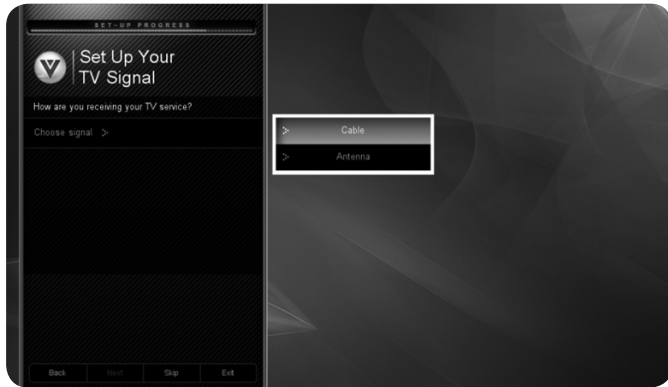 SET-UP PROGRESS
Set Up Your
TV Signal
How are you receiving your TV service?
Choose signal >
> Cable
> Antenna
Back Next Skip Exit